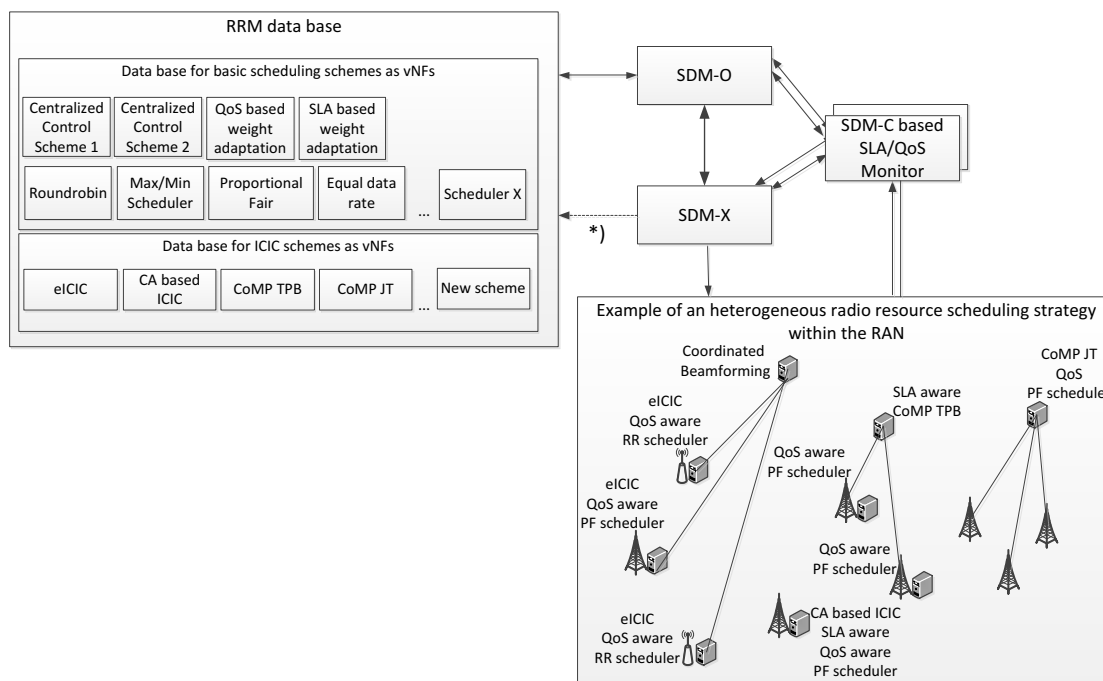 RRM data base
Data base for basic scheduling schemes as vNFs
Centralized
Control
Scheme 1
Centralized
Control
Scheme 2
QoS based
weight
adaptation
SLA based
weight
adaptation
Roundrobin
Max/Min
Scheduler
Proportional
Fair
Equal data
rate
...
Scheduler X
Data base for ICIC schemes as vNFs
eICIC
CA based
ICIC
CoMP TPB
CoMP JT
...
New scheme
SDM-O
SDM-C based
SLA/QoS
Monitor
SDM-X
*)
Example of an heterogeneous radio resource scheduling strategy
within the RAN
Coordinated
Beamforming
eICIC
QoS aware
RR scheduler
eICIC
QoS aware
PF scheduler
eICIC
QoS aware
RR scheduler
SLA aware
CoMP TPB
QoS aware
PF scheduler
QoS aware
PF scheduler
CA based ICIC
SLA aware
QoS aware
PF scheduler
CoMP JT
QoS
PF schedule